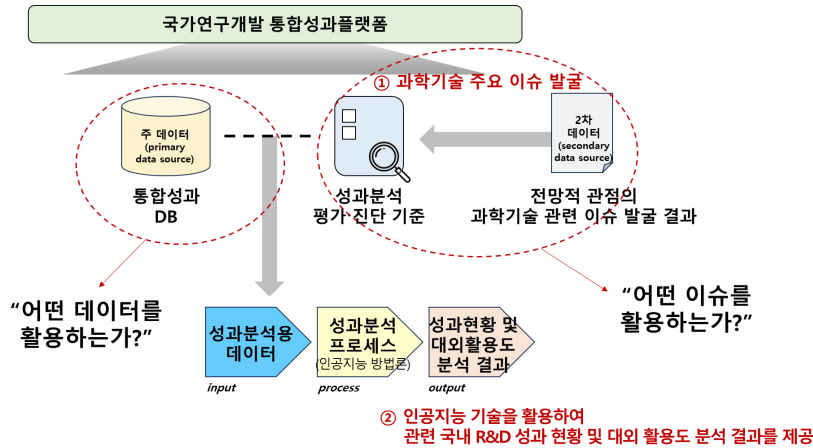 국가연구개발 통합성과플랫폼
① 과학기술 주요 이슈 발굴
주 데이터
(primary
data source)
2차
데이터
(secondary
data source)
통합성과
DB
성과분석
평가·진단 기준
전망적 관점의
과학기술 관련 이슈 발굴 결과
“어떤 데이터를
활용하는가?”
“어떤 이슈를
활용하는가?”
성과분석용
데이터
성과분석
프로세스
(인공지능 방법론)
성과현황 및
대외활용도
분석 결과
input
process
output
② 인공지능 기술을 활용하여
관련 국내 R&D 성과 현황 및 대외 활용도 분석 결과를 제공